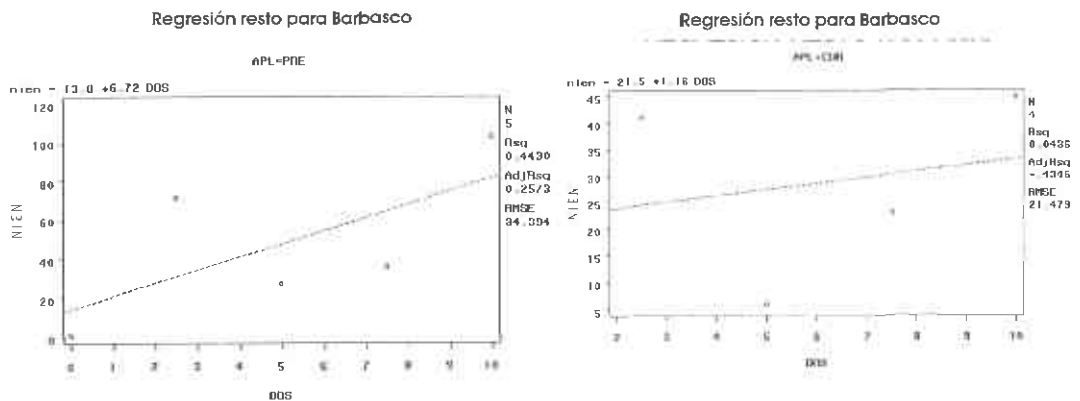 Regresión resto para Barbasco
nien - 13.0 +6.72 DOS
120
100
80
60
40
20
0
NIEN
0 1 2 3 4 5 6 7 8 9 10
DOS
N
5
Rsq
0.4430
AdjRsq
0.2573
RMSE
34.394
Regresión resto para Barbasco
nien - 21.5 +1.16 DOS
45
40
35
30
25
20
15
10
5
NIEN
2 3 4 5 6 7 8 9 10
DOS
N
4
Rsq
0.0436
AdjRsq
-.4346
RMSE
21.479